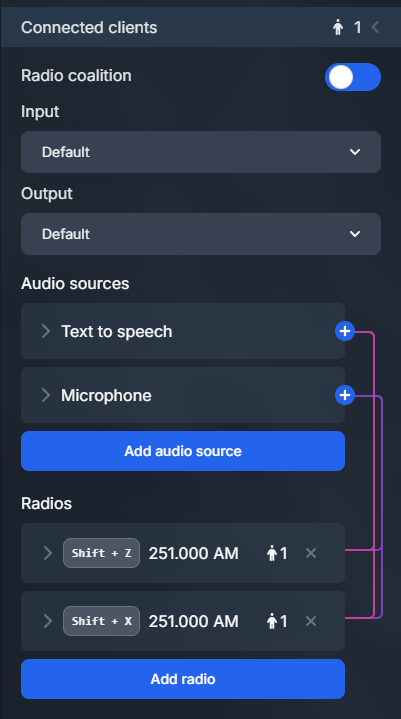 Connected clients 1
Radio coalition
Input
Default
Output
Default
Audio sources
Text to speech
Microphone
Add audio source
Radios
Shift + Z 251.000 AM 1
Shift + X 251.000 AM 1
Add radio